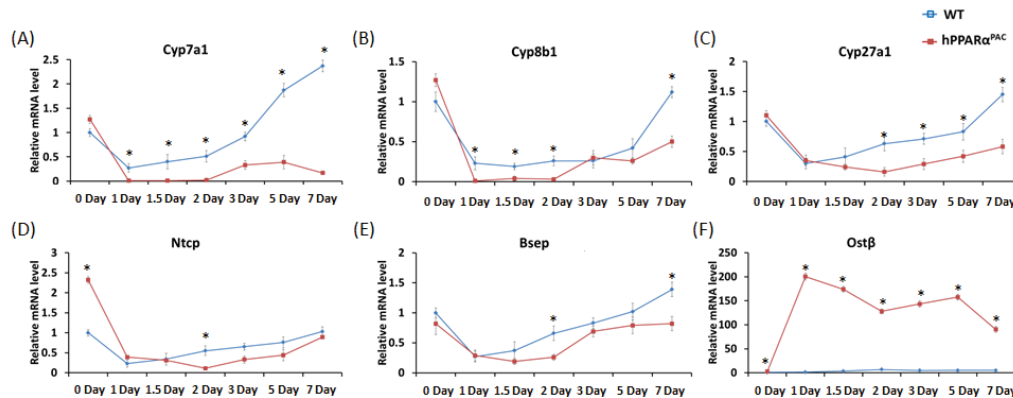 WT
hPPARα^PAC
(A)
Cyp7a1
Relative mRNA level
2.5
2
1.5
1
0.5
0
* * * * * *
0 Day 1 Day 1.5 Day 2 Day 3 Day 5 Day 7 Day
(B)
Cyp8b1
Relative mRNA level
1.5
1
0.5
0
* * * *
0 Day 1 Day 1.5 Day 2 Day 3 Day 5 Day 7 Day
(C)
Cyp27a1
Relative mRNA level
2
1.5
1
0.5
0
* * * *
0 Day 1 Day 1.5 Day 2 Day 3 Day 5 Day 7 Day
(D)
Ntcp
Relative mRNA level
3
2.5
2
1.5
1
0.5
0
* *
0 Day 1 Day 1.5 Day 2 Day 3 Day 5 Day 7 Day
(E)
Bsep
Relative mRNA level
2
1.5
1
0.5
0
* *
0 Day 1 Day 1.5 Day 2 Day 3 Day 5 Day 7 Day
(F)
Ostβ
Relative mRNA level
250
200
150
100
50
0
* * * * * * *
0 Day 1 Day 1.5 Day 2 Day 3 Day 5 Day 7 Day